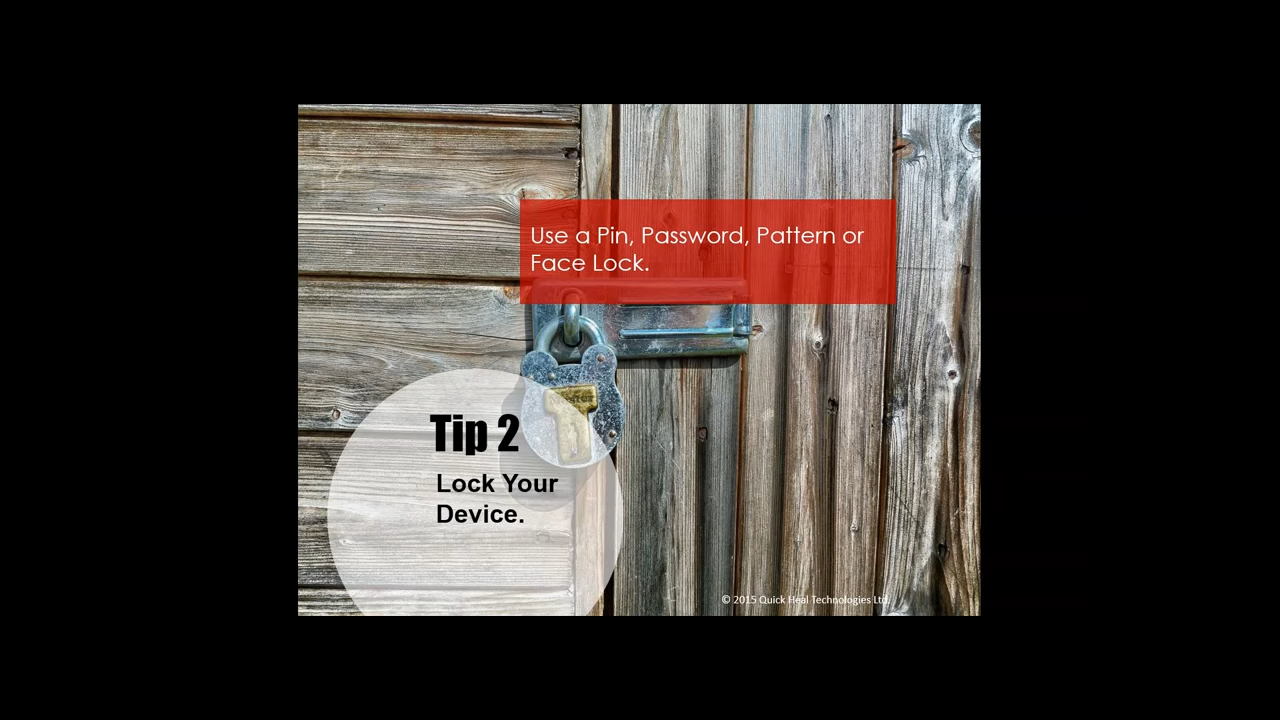 Use a Pin, Password, Pattern or
Face Lock.
Tip 2
Lock Your
Device.
© 2015 Quick Heal Technologies Ltd.